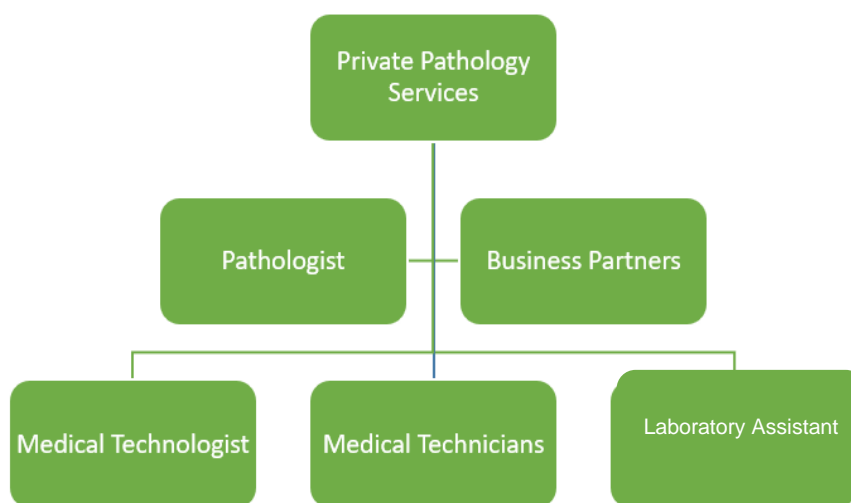 Private Pathology
Services
Pathologist
Business Partners
Medical Technologist
Medical Technicians
Laboratory Assistant